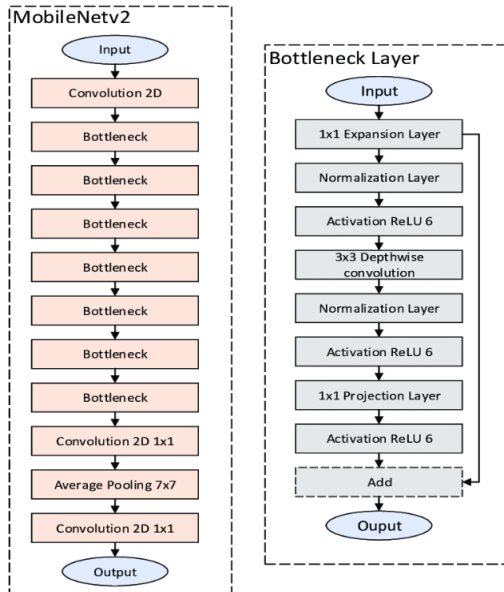 MobileNetv2
Input
Convolution 2D
Bottleneck
Bottleneck
Bottleneck
Bottleneck
Bottleneck
Bottleneck
Bottleneck
Convolution 2D 1x1
Average Pooling 7x7
Convolution 2D 1x1
Output
Bottleneck Layer
Input
1x1 Expansion Layer
Normalization Layer
Activation ReLU 6
3x3 Depthwise
convolution
Normalization Layer
Activation ReLU 6
1x1 Projection Layer
Activation ReLU 6
Add
Ouput